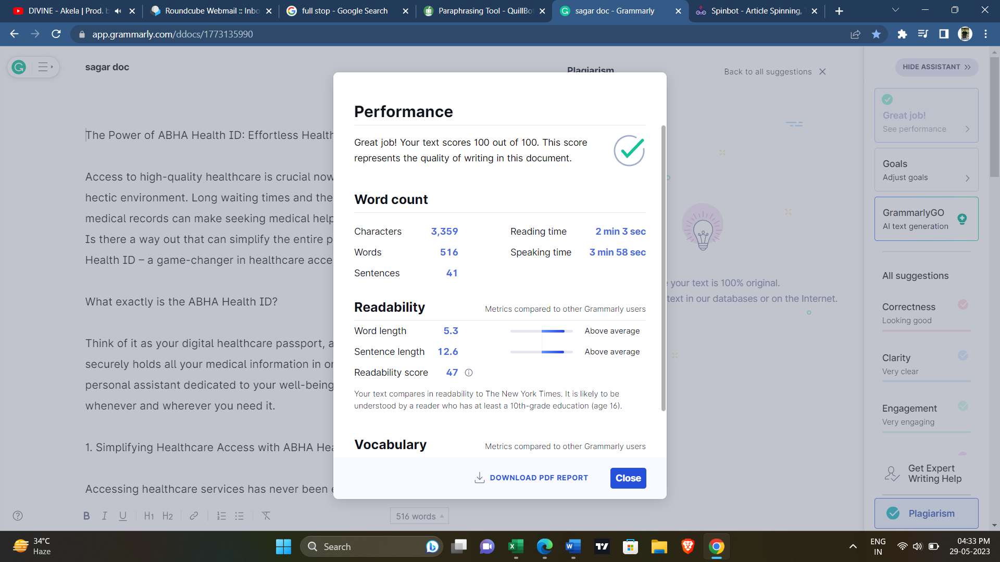 DIVINE - Akela | Prod. b
Roundcube Webmail :: Inbo
full stop - Google Search
Paraphrasing Tool - QuillBo
sagar doc - Grammarly
Spinbot - Article Spinning,
app.grammarly.com/ddocs/1773135990
sagar doc
Plagiarism
Back to all suggestions
HIDE ASSISTANT
The Power of ABHA Health ID: Effortless Health
Access to high-quality healthcare is crucial now
hectic environment. Long waiting times and the
medical records can make seeking medical help
Is there a way out that can simplify the entire p
Health ID – a game-changer in healthcare acce
What exactly is the ABHA Health ID?
Think of it as your digital healthcare passport, a
securely holds all your medical information in or
personal assistant dedicated to your well-being
whenever and wherever you need it.
1. Simplifying Healthcare Access with ABHA Hea
Accessing healthcare services has never been e
B I U H1 H2
516 words
Performance
Great job! Your text scores 100 out of 100. This score
represents the quality of writing in this document.
Word count
Characters 3,359 Reading time 2 min 3 sec
Words 516 Speaking time 3 min 58 sec
Sentences 41
Readability Metrics compared to other Grammarly users
Word length 5.3 Above average
Sentence length 12.6 Above average
Readability score 47
Your text compares in readability to The New York Times. It is likely to be
understood by a reader who has at least a 10th-grade education (age 16).
Vocabulary Metrics compared to other Grammarly users
DOWNLOAD PDF REPORT
Close
your text is 100% original.
text in our databases or on the Internet.
Great job!
See performance
Goals
Adjust goals
GrammarlyGO
AI text generation
All suggestions
Correctness
Looking good
Clarity
Very clear
Engagement
Very engaging
Get Expert
Writing Help
Plagiarism
34°C
Haze
Search
ENG
IN
04:33 PM
29-05-2023